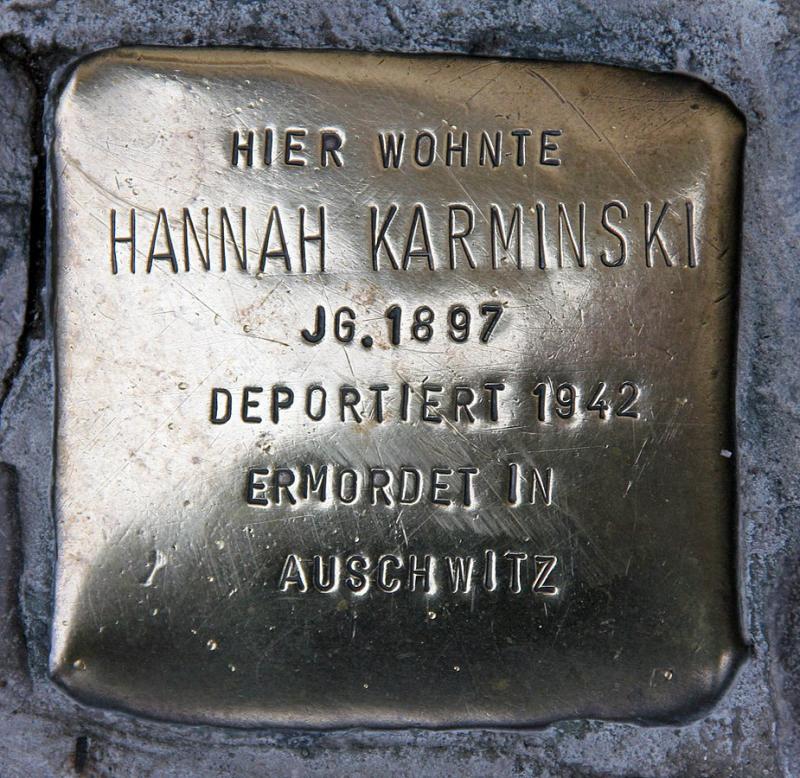 HIER WOHNTE
HANNAH KARMINSKI
JG. 1897
DEPORTIERT 1942
ERMORDET IN
AUSCHWITZ